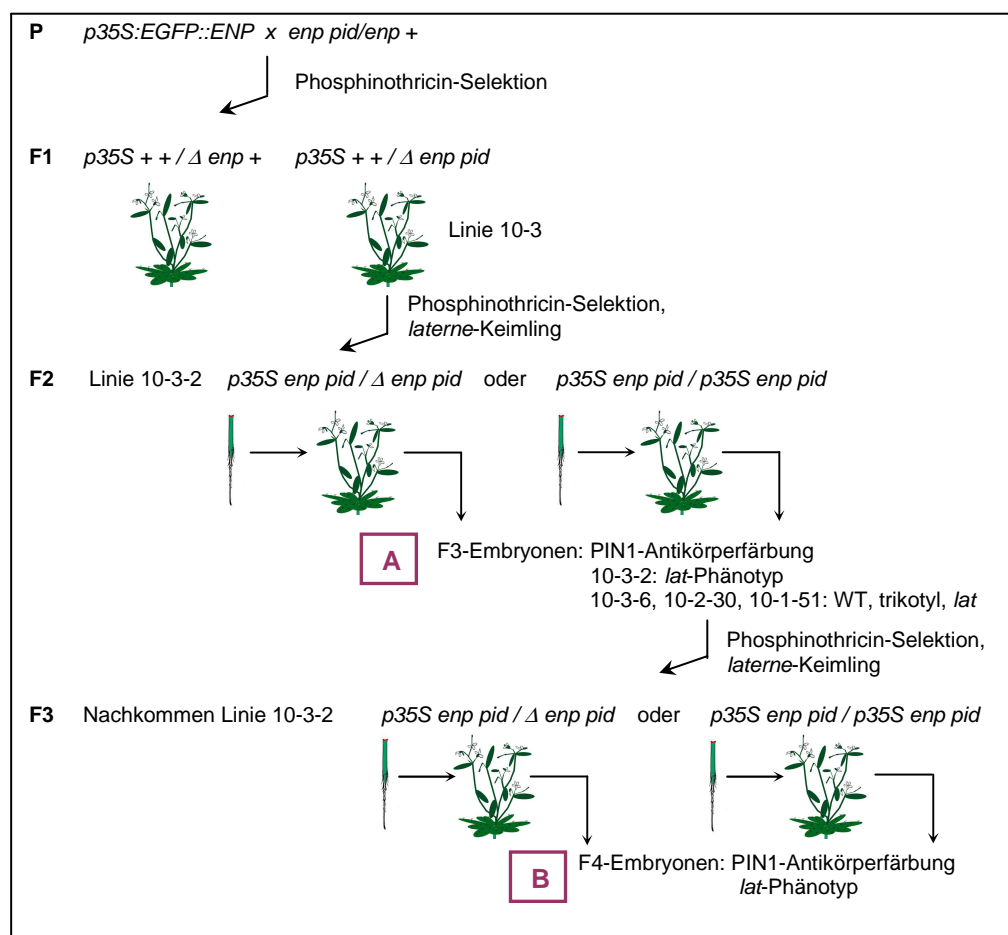 P p35S:EGFP::ENP x enp pid/enp +
Phosphinothricin-Selektion
F1 p35S + + / Δ enp + p35S + + / Δ enp pid
Linie 10-3
Phosphinothricin-Selektion,
laterne-Keimling
F2 Linie 10-3-2 p35S enp pid / Δ enp pid oder p35S enp pid / p35S enp pid
A
F3-Embryonen: PIN1-Antikörperfärbung
10-3-2: lat-Phänotyp
10-3-6, 10-2-30, 10-1-51: WT, trikotyl, lat
Phosphinothricin-Selektion,
laterne-Keimling
F3 Nachkommen Linie 10-3-2 p35S enp pid / Δ enp pid oder p35S enp pid / p35S enp pid
B
F4-Embryonen: PIN1-Antikörperfärbung
lat-Phänotyp